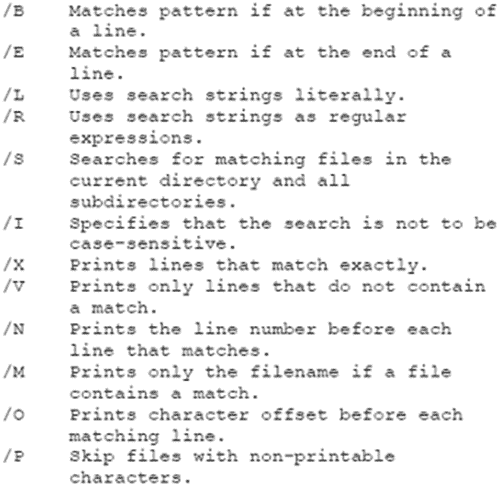 /B Matches pattern if at the beginning of
a line.
/E Matches pattern if at the end of a
line.
/L Uses search strings literally.
/R Uses search strings as regular
expressions.
/S Searches for matching files in the
current directory and all
subdirectories.
/I Specifies that the search is not to be
case-sensitive.
/X Prints lines that match exactly.
/V Prints only lines that do not contain
a match.
/N Prints the line number before each
line that matches.
/M Prints only the filename if a file
contains a match.
/O Prints character offset before each
matching line.
/P Skip files with non-printable
characters.